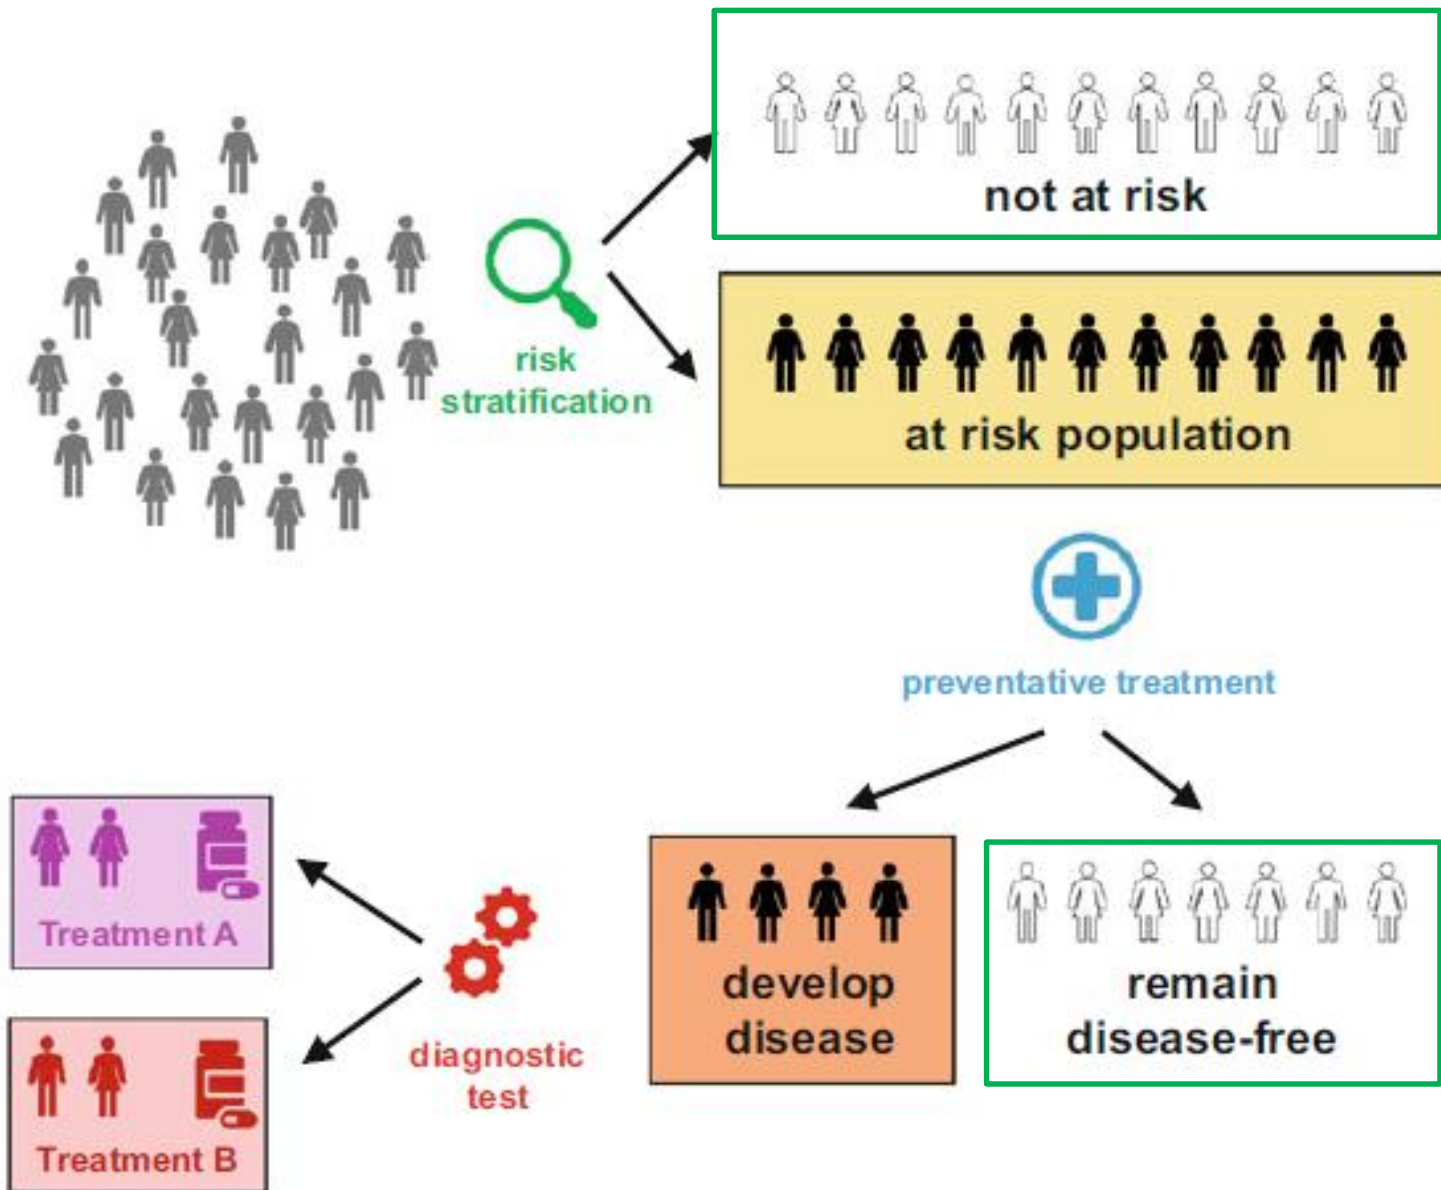 not at risk
risk
stratification
at risk population
preventative treatment
develop
disease
remain
disease-free
diagnostic
test
Treatment A
Treatment B